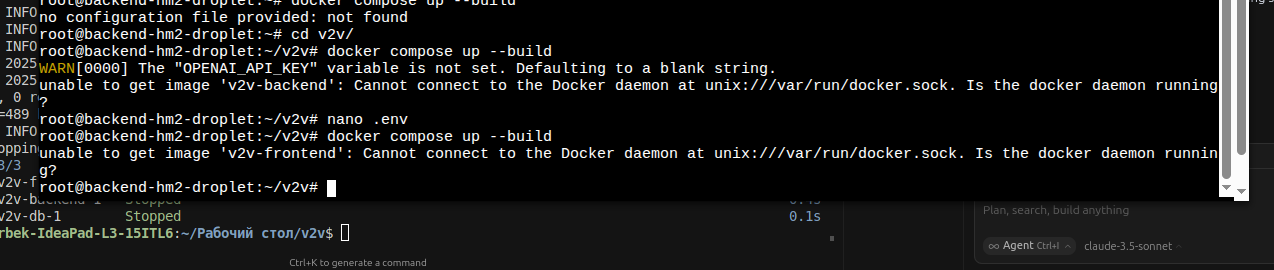 root@backend-hm2-droplet:~# docker compose up --build
no configuration file provided: not found
root@backend-hm2-droplet:~# cd v2v/
root@backend-hm2-droplet:~/v2v# docker compose up --build
WARN[0000] The "OPENAI_API_KEY" variable is not set. Defaulting to a blank string.
unable to get image 'v2v-backend': Cannot connect to the Docker daemon at unix:///var/run/docker.sock. Is the docker daemon running
?
root@backend-hm2-droplet:~/v2v# nano .env
root@backend-hm2-droplet:~/v2v# docker compose up --build
unable to get image 'v2v-frontend': Cannot connect to the Docker daemon at unix:///var/run/docker.sock. Is the docker daemon runnin
g?
root@backend-hm2-droplet:~/v2v#
INFO
INFO
INFO
2025
2025
, 0 r
=489
INFO
opping
3/3
v2v-f
v2v-backend-1 Stopped
v2v-db-1 Stopped 0.1s
rbek-IdeaPad-L3-15ITL6:~/Рабочий стол/v2v$
Ctrl+K to generate a command
Plan, search, build anything
∞ Agent Ctrl+I claude-3.5-sonnet